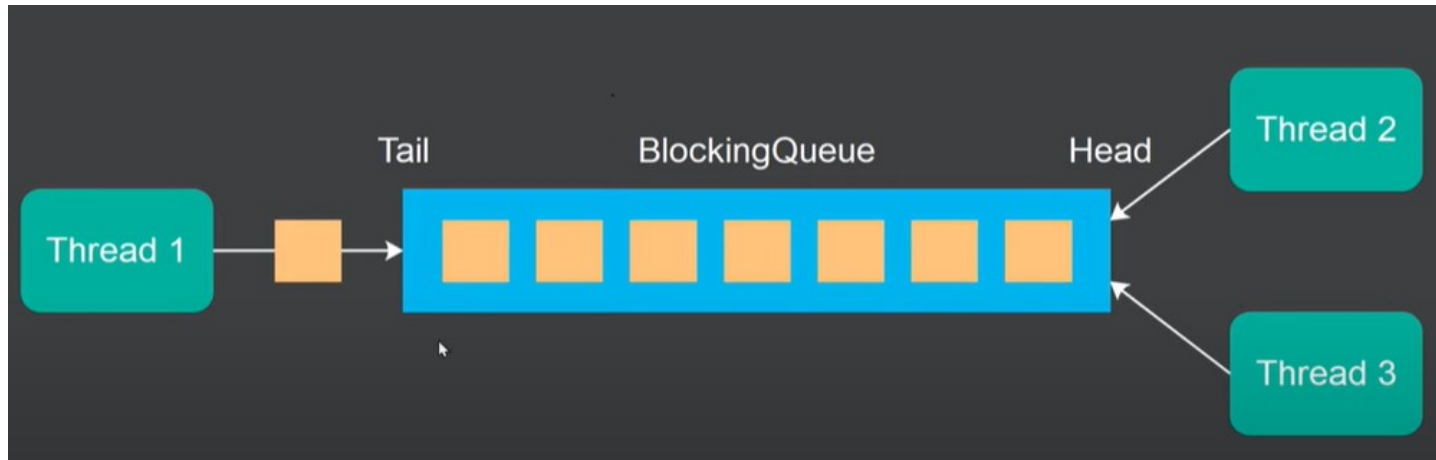 Thread 2
Tail
BlockingQueue
Head
Thread 1
Thread 3